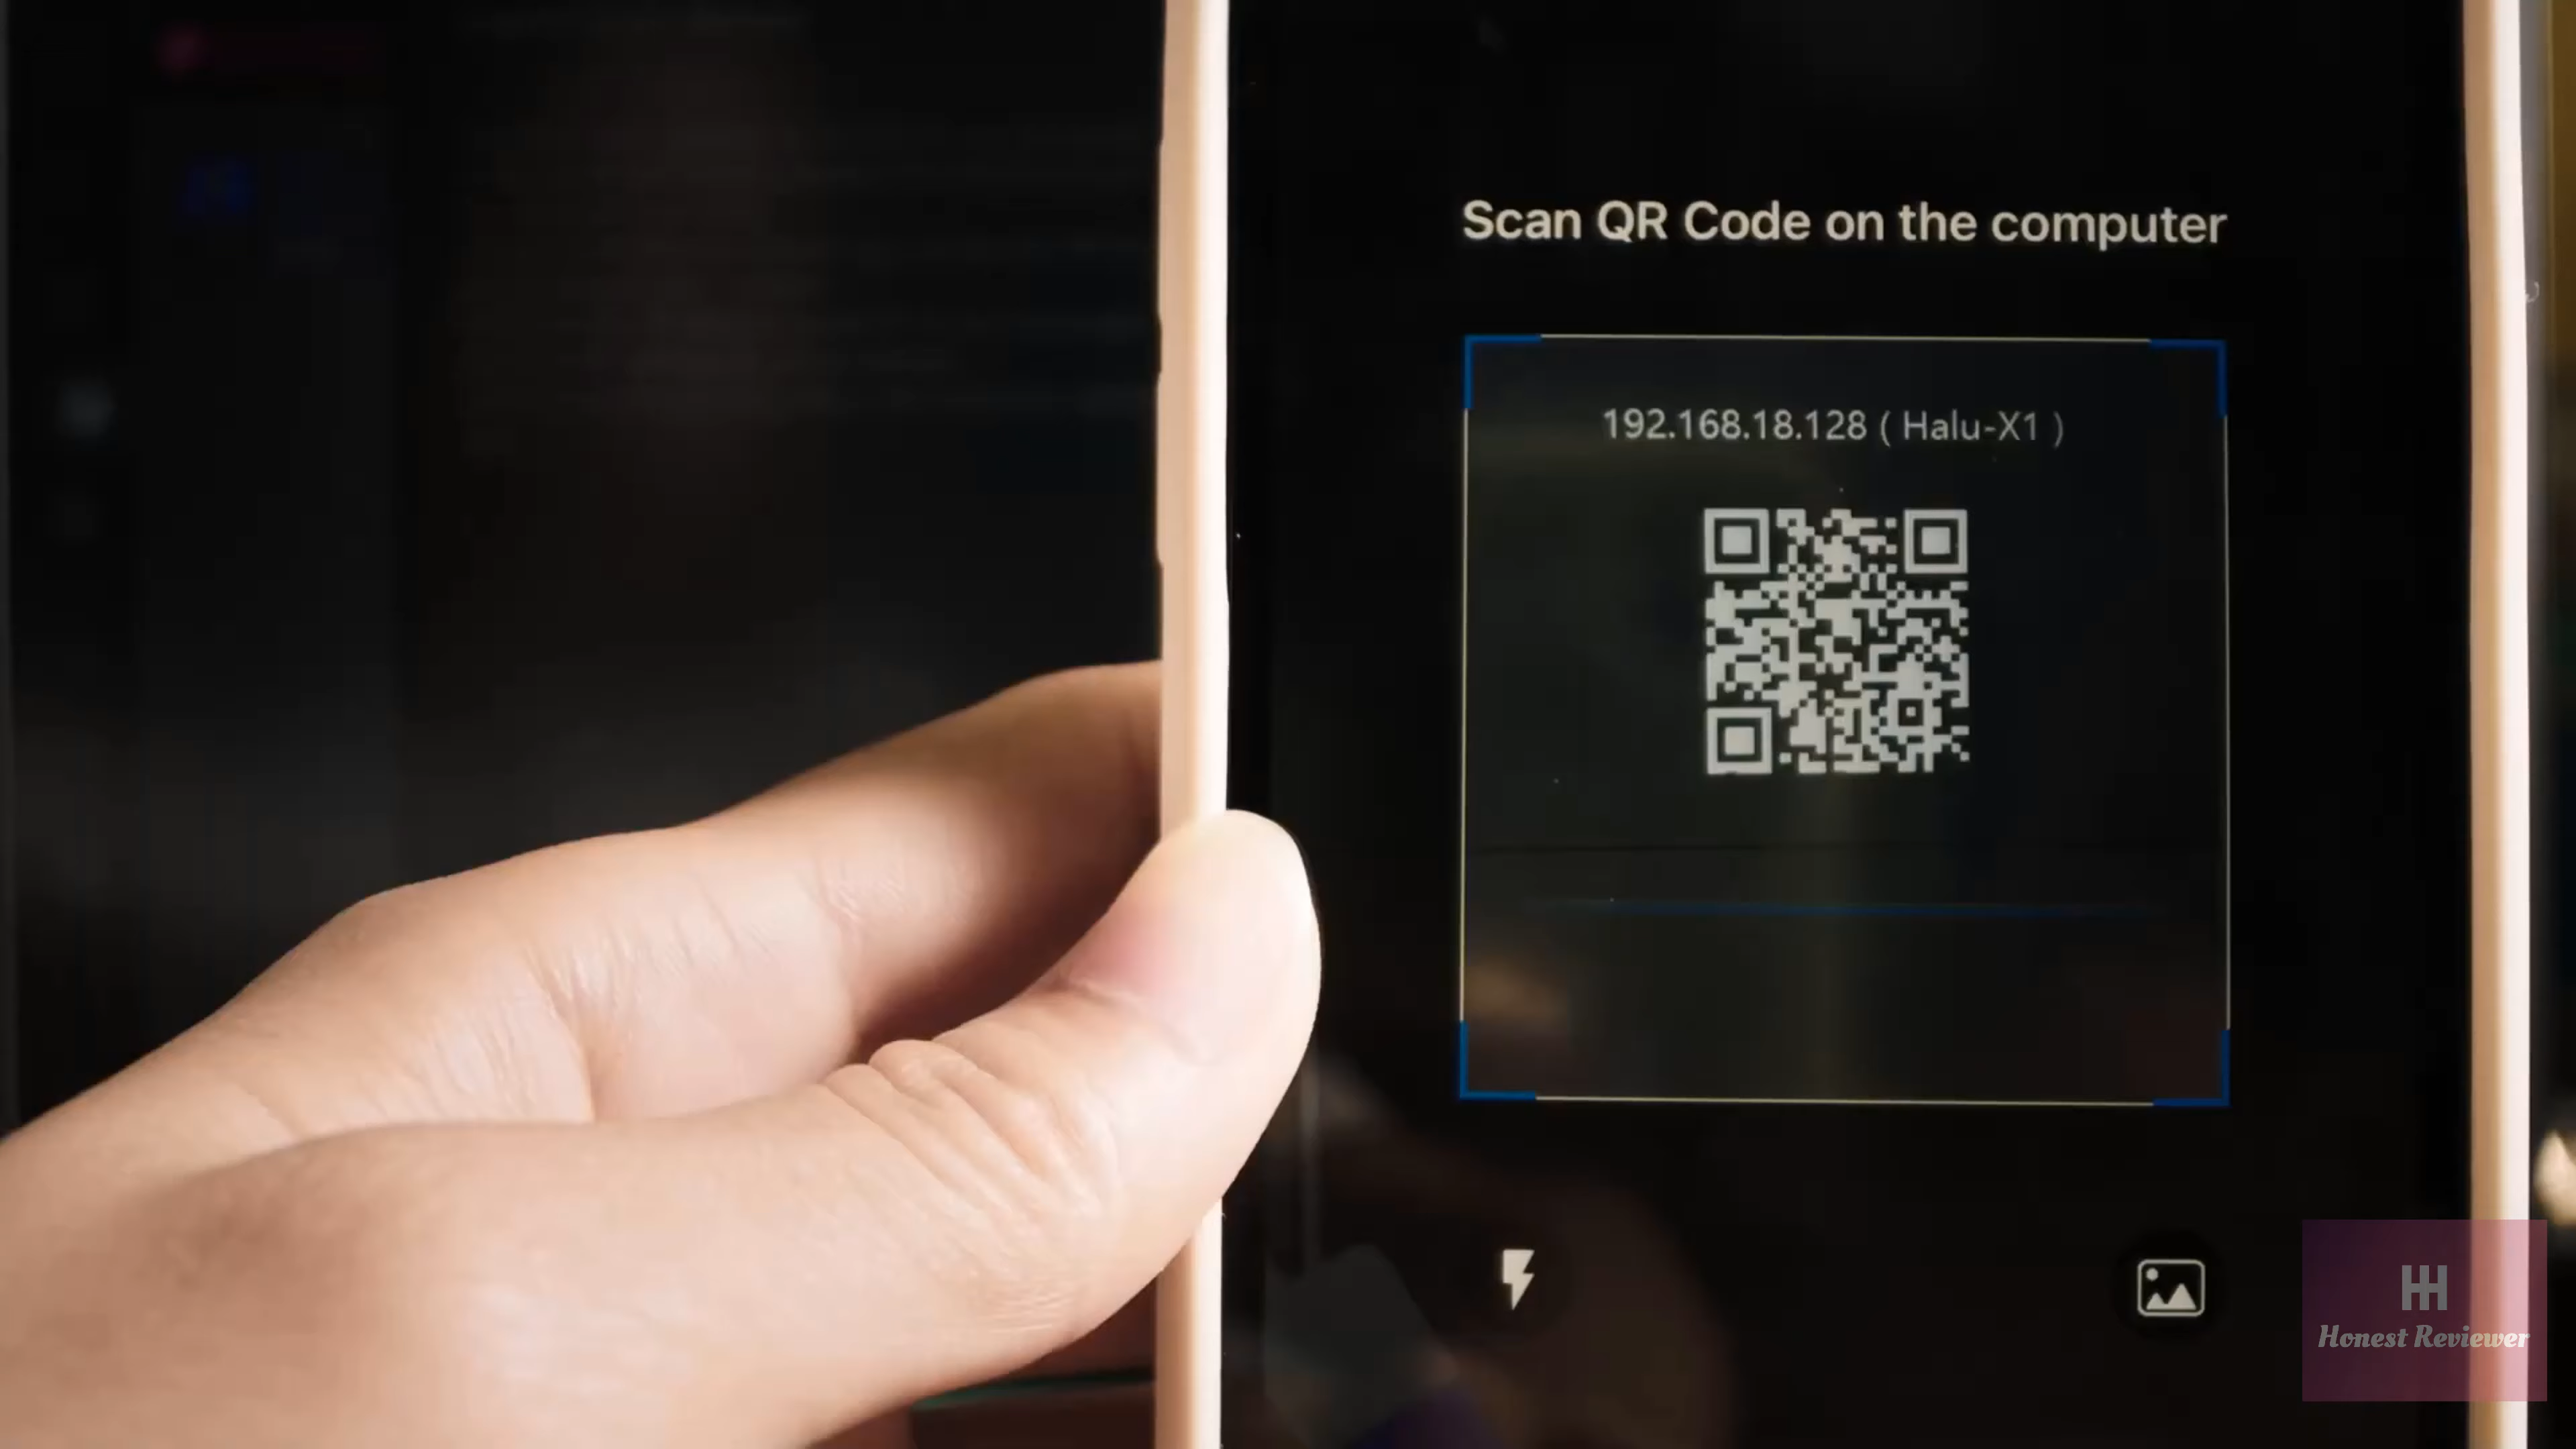 Scan QR Code on the computer
192.168.18.128 ( Halu-X1 )
Honest Reviewer